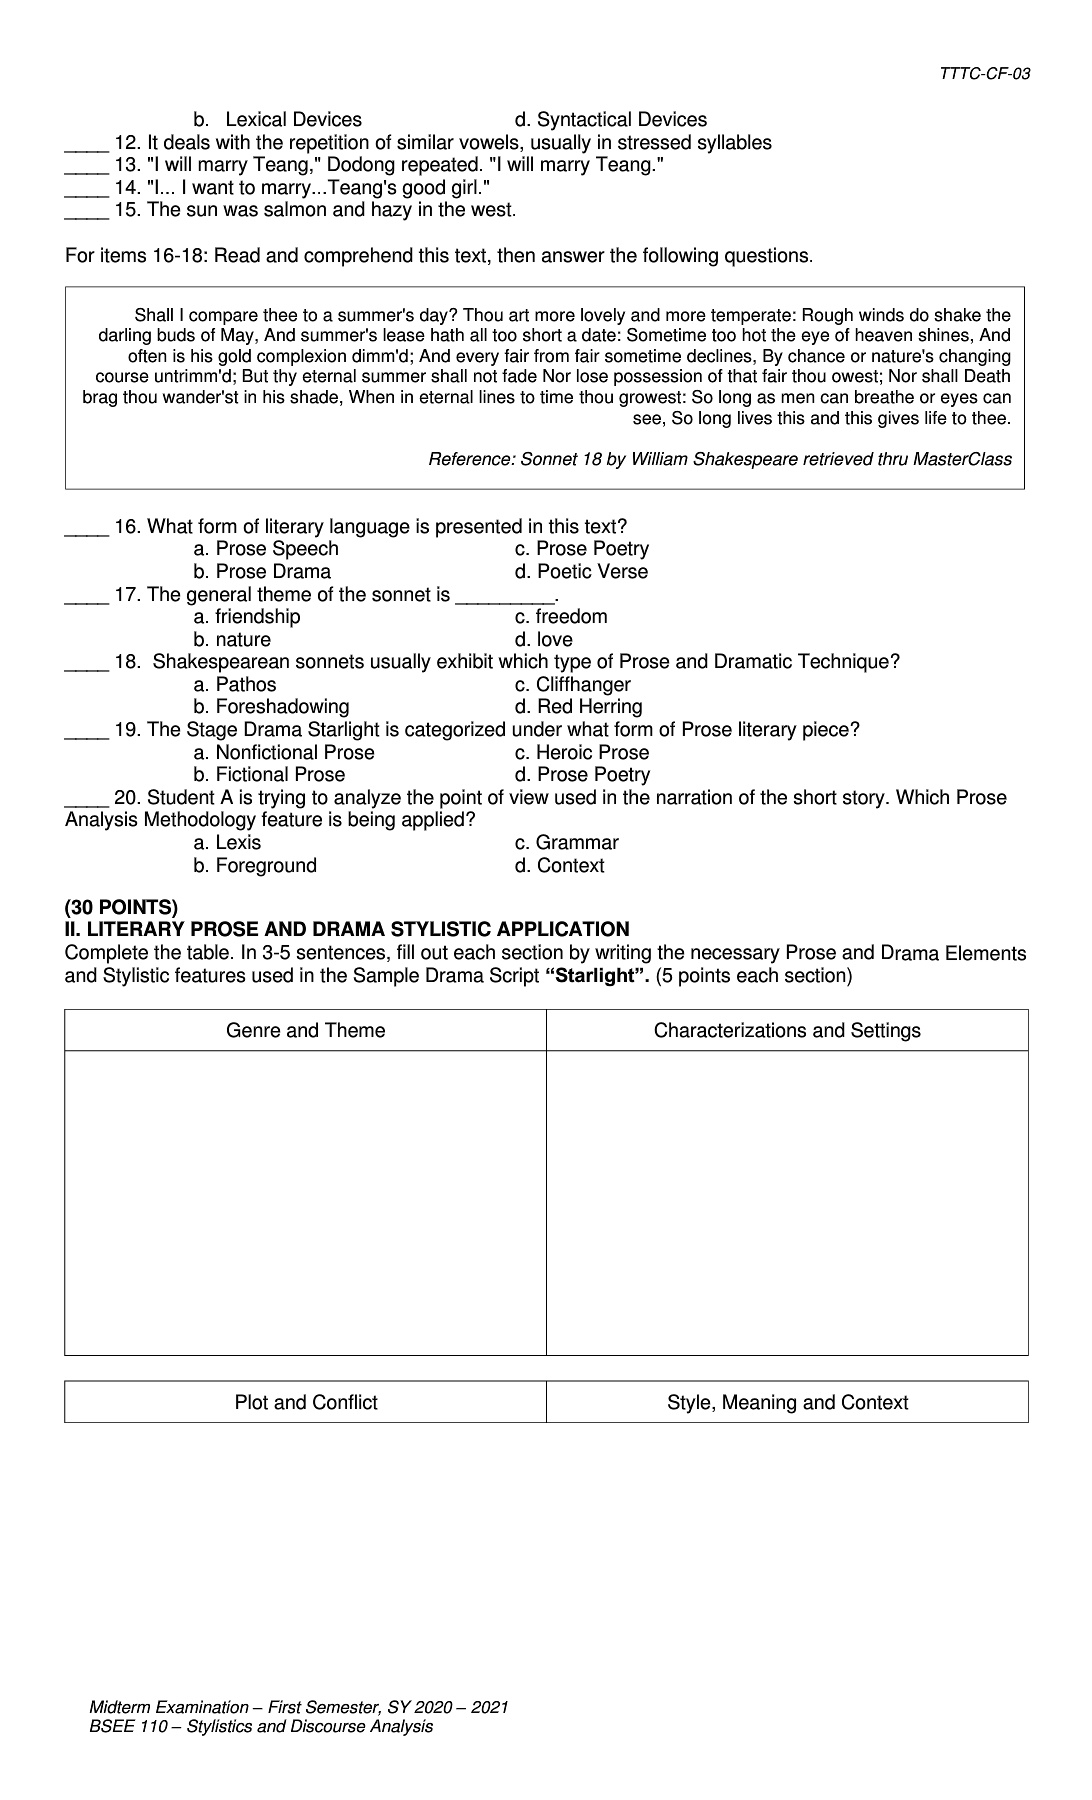 TTTC-CF-03
b. Lexical Devices d. Syntactical Devices
____ 12. It deals with the repetition of similar vowels, usually in stressed syllables
____ 13. "I will marry Teang," Dodong repeated. "I will marry Teang."
____ 14. "I... I want to marry...Teang's good girl."
____ 15. The sun was salmon and hazy in the west.
For items 16-18: Read and comprehend this text, then answer the following questions.
Shall I compare thee to a summer's day? Thou art more lovely and more temperate: Rough winds do shake the
darling buds of May, And summer's lease hath all too short a date: Sometime too hot the eye of heaven shines, And
often is his gold complexion dimm'd; And every fair from fair sometime declines, By chance or nature's changing
course untrimm'd; But thy eternal summer shall not fade Nor lose possession of that fair thou owest; Nor shall Death
brag thou wander'st in his shade, When in eternal lines to time thou growest: So long as men can breathe or eyes can
see, So long lives this and this gives life to thee.
Reference: Sonnet 18 by William Shakespeare retrieved thru MasterClass
____ 16. What form of literary language is presented in this text?
a. Prose Speech c. Prose Poetry
b. Prose Drama d. Poetic Verse
____ 17. The general theme of the sonnet is _________.
a. friendship c. freedom
b. nature d. love
____ 18. Shakespearean sonnets usually exhibit which type of Prose and Dramatic Technique?
a. Pathos c. Cliffhanger
b. Foreshadowing d. Red Herring
____ 19. The Stage Drama Starlight is categorized under what form of Prose literary piece?
a. Nonfictional Prose c. Heroic Prose
b. Fictional Prose d. Prose Poetry
____ 20. Student A is trying to analyze the point of view used in the narration of the short story. Which Prose
Analysis Methodology feature is being applied?
a. Lexis c. Grammar
b. Foreground d. Context
(30 POINTS)
II. LITERARY PROSE AND DRAMA STYLISTIC APPLICATION
Complete the table. In 3-5 sentences, fill out each section by writing the necessary Prose and Drama Elements
and Stylistic features used in the Sample Drama Script “Starlight”. (5 points each section)
Genre and Theme Characterizations and Settings
Plot and Conflict Style, Meaning and Context
Midterm Examination – First Semester, SY 2020 – 2021
BSEE 110 – Stylistics and Discourse Analysis